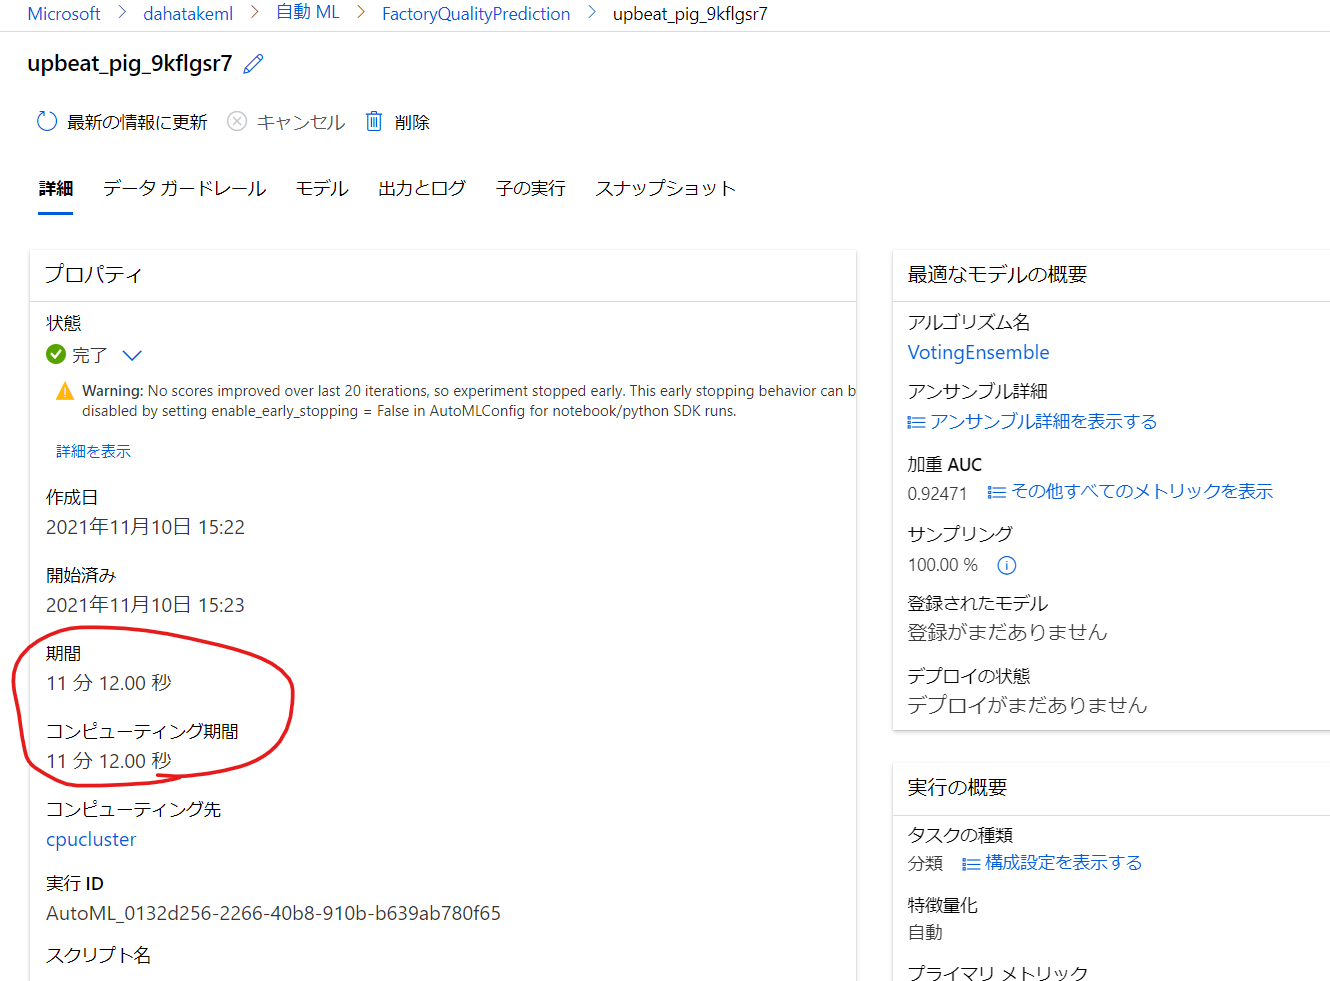 Microsoft > dahatakeml > 自動 ML > FactoryQualityPrediction > upbeat_pig_9kflgsr7
upbeat_pig_9kflgsr7
最新の情報に更新 キャンセル 削除
詳細 データ ガードレール モデル 出力とログ 子の実行 スナップショット
プロパティ
状態
完了
Warning: No scores improved over last 20 iterations, so experiment stopped early. This early stopping behavior can b
disabled by setting enable_early_stopping = False in AutoMLConfig for notebook/python SDK runs.
詳細を表示
作成日
2021年11月10日 15:22
開始済み
2021年11月10日 15:23
期間
11 分 12.00 秒
コンピューティング期間
11 分 12.00 秒
コンピューティング先
cpucluster
実行 ID
AutoML_0132d256-2266-40b8-910b-b639ab780f65
スクリプト名
最適なモデルの概要
アルゴリズム名
VotingEnsemble
アンサンブル詳細
アンサンブル詳細を表示する
加重 AUC
0.92471 その他すべてのメトリックを表示
サンプリング
100.00 %
登録されたモデル
登録がまだありません
デプロイの状態
デプロイがまだありません
実行の概要
タスクの種類
分類 構成設定を表示する
特徴量化
自動
プライマリ メトリック